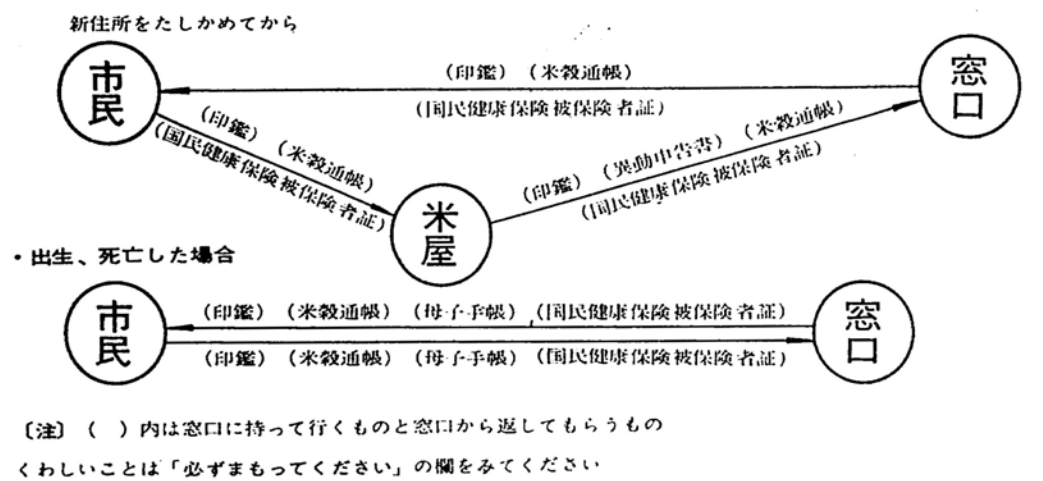 新住所をたしかめてから
市民
窓口
(印鑑) (米穀通帳)
(国民健康保険被保険者証)
(印鑑) (米穀通帳)
(国民健康保険被保険者証)
(印鑑) (異動申告書) (米穀通帳)
(国民健康保険被保険者証)
米屋
・出生、死亡した場合
市民
窓口
(印鑑) (米穀通帳) (母子手帳) (国民健康保険被保険者証)
(印鑑) (米穀通帳) (母子手帳) (国民健康保険被保険者証)
〔注〕 ( ) 内は窓口に持って行くものと窓口から返してもらうもの
くわしいことは「必ずまもってください」の欄をみてください